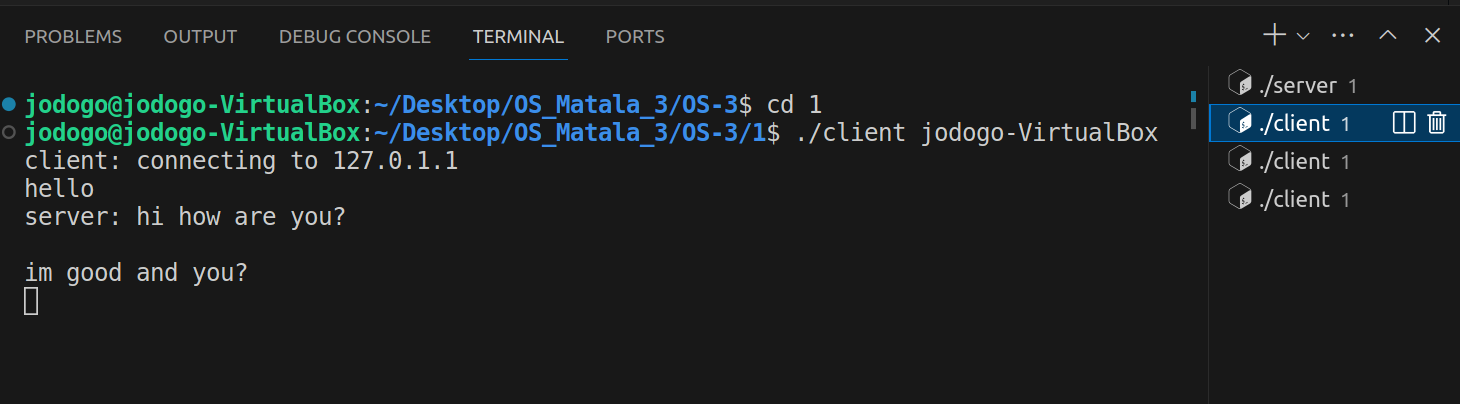 PROBLEMS OUTPUT DEBUG CONSOLE TERMINAL PORTS
jodogo@jodogo-VirtualBox:~/Desktop/OS_Matala_3/OS-3$ cd 1
jodogo@jodogo-VirtualBox:~/Desktop/OS_Matala_3/OS-3/1$ ./client jodogo-VirtualBox
client: connecting to 127.0.1.1
hello
server: hi how are you?
im good and you?
./server 1
./client 1
./client 1
./client 1